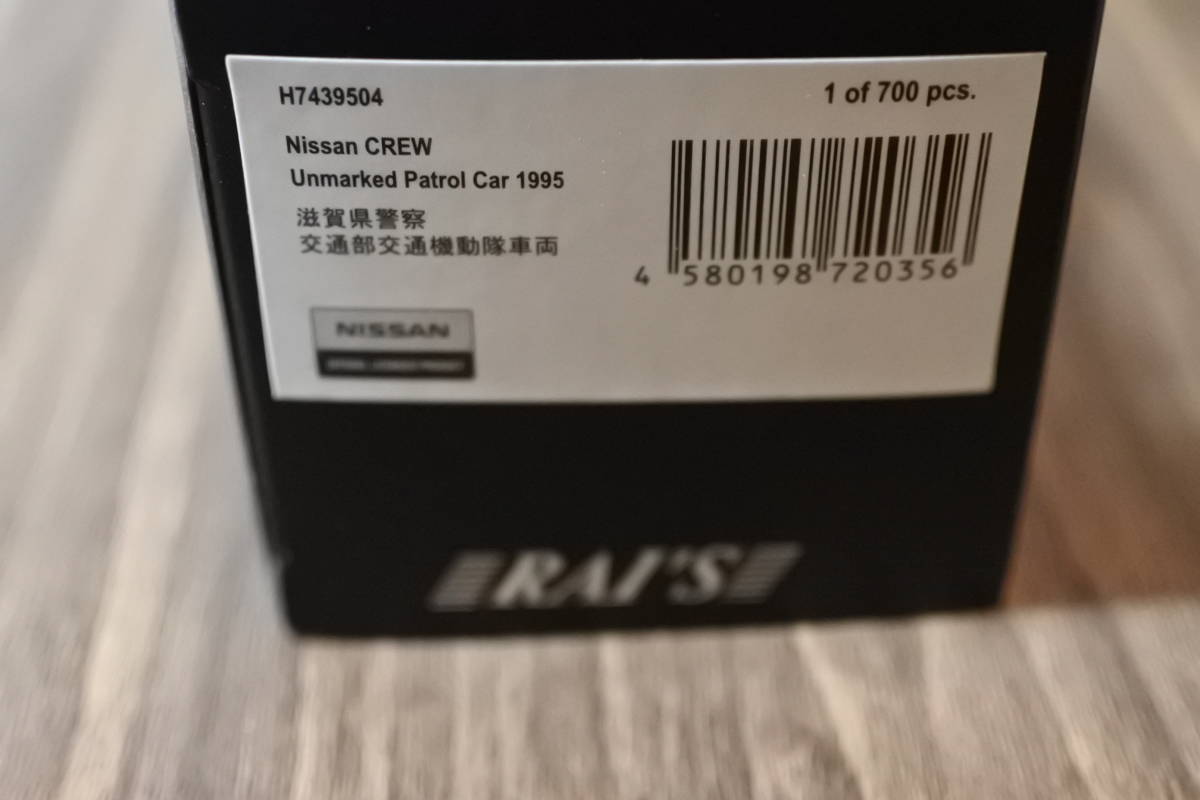 H7439504
1 of 700 pcs.
Nissan CREW
Unmarked Patrol Car 1995
滋賀県警察
交通部交通機動隊車両
4 580198 720356
NISSAN
RAI'S